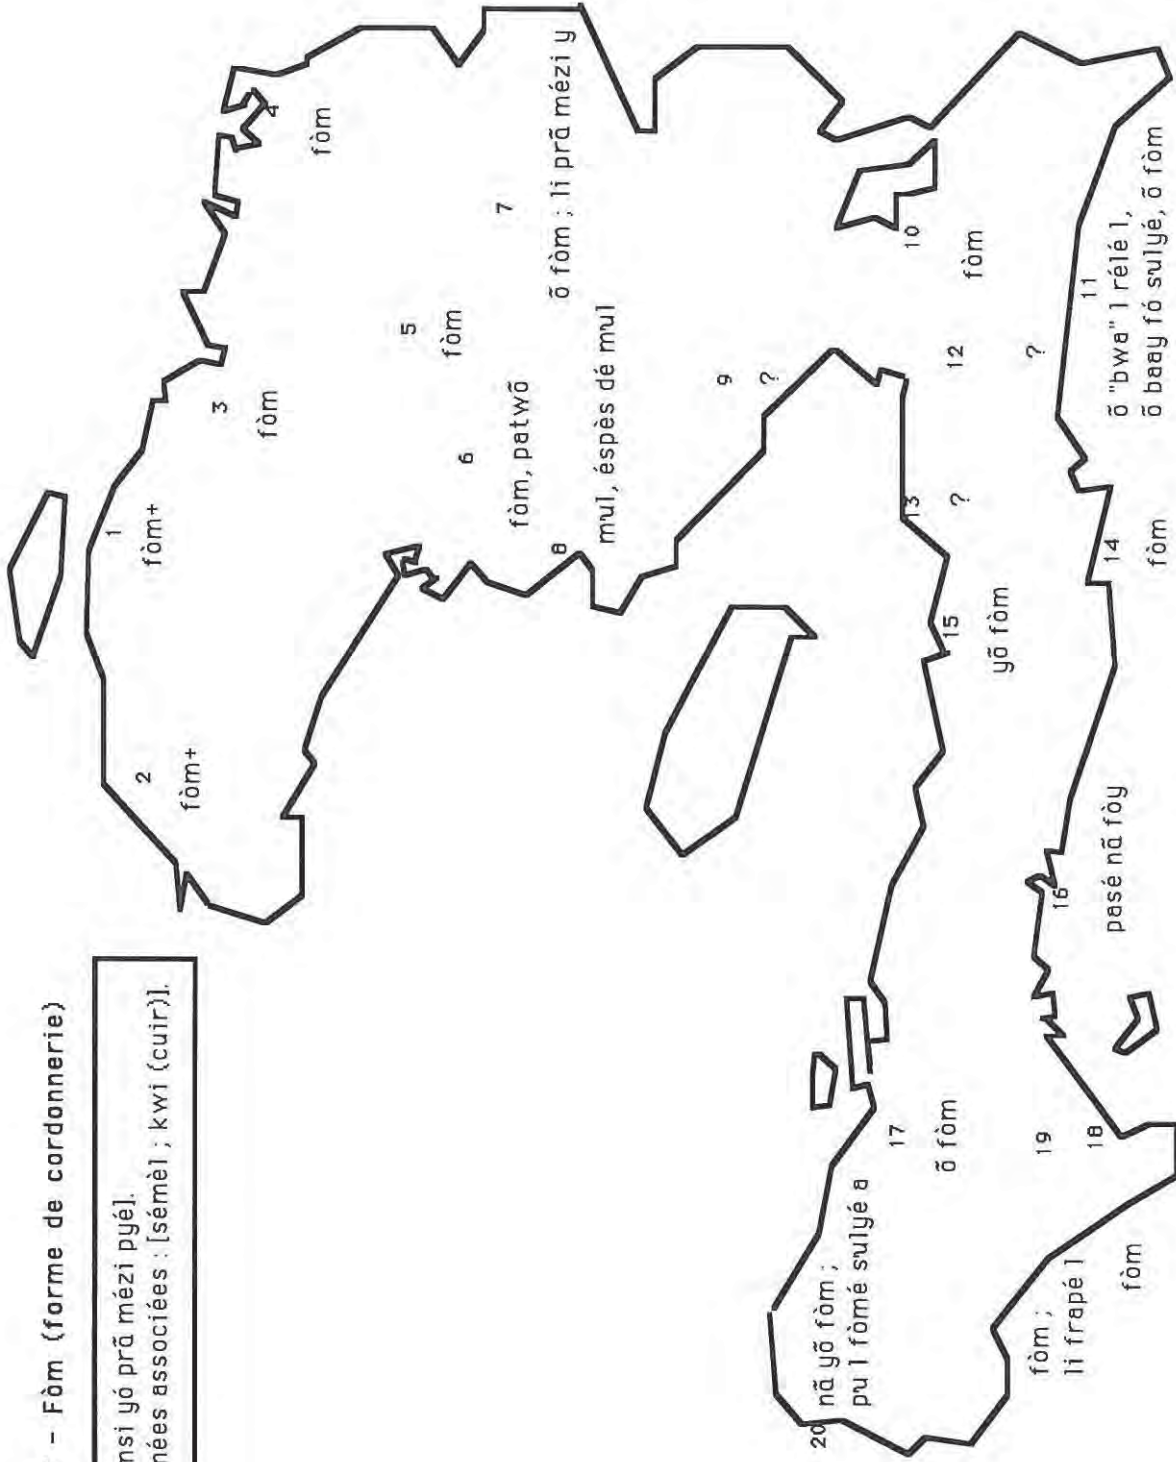 - Fòm (forme de cordonnerie)
nsi yó prã mézi pyé].
nées associées : [sémèl ; kwi (cuir)].
1
fòm+
2
fòm+
3
fòm
4
fòm
5
fòm
6
fòm, patwõ
7
õ fòm ; li prã mézi y
8
mul, éspès dé mul
9
?
10
fòm
11
õ "bwa" l rélé l,
õ baay fó sulyé, õ fòm
12
?
13
?
14
fòm
15
yõ fòm
16
pasé nã fòy
17
õ fòm
18
fòm
19
fòm ;
li frapé l
20 nã yõ fòm ;
pu l fòmé sulyé a